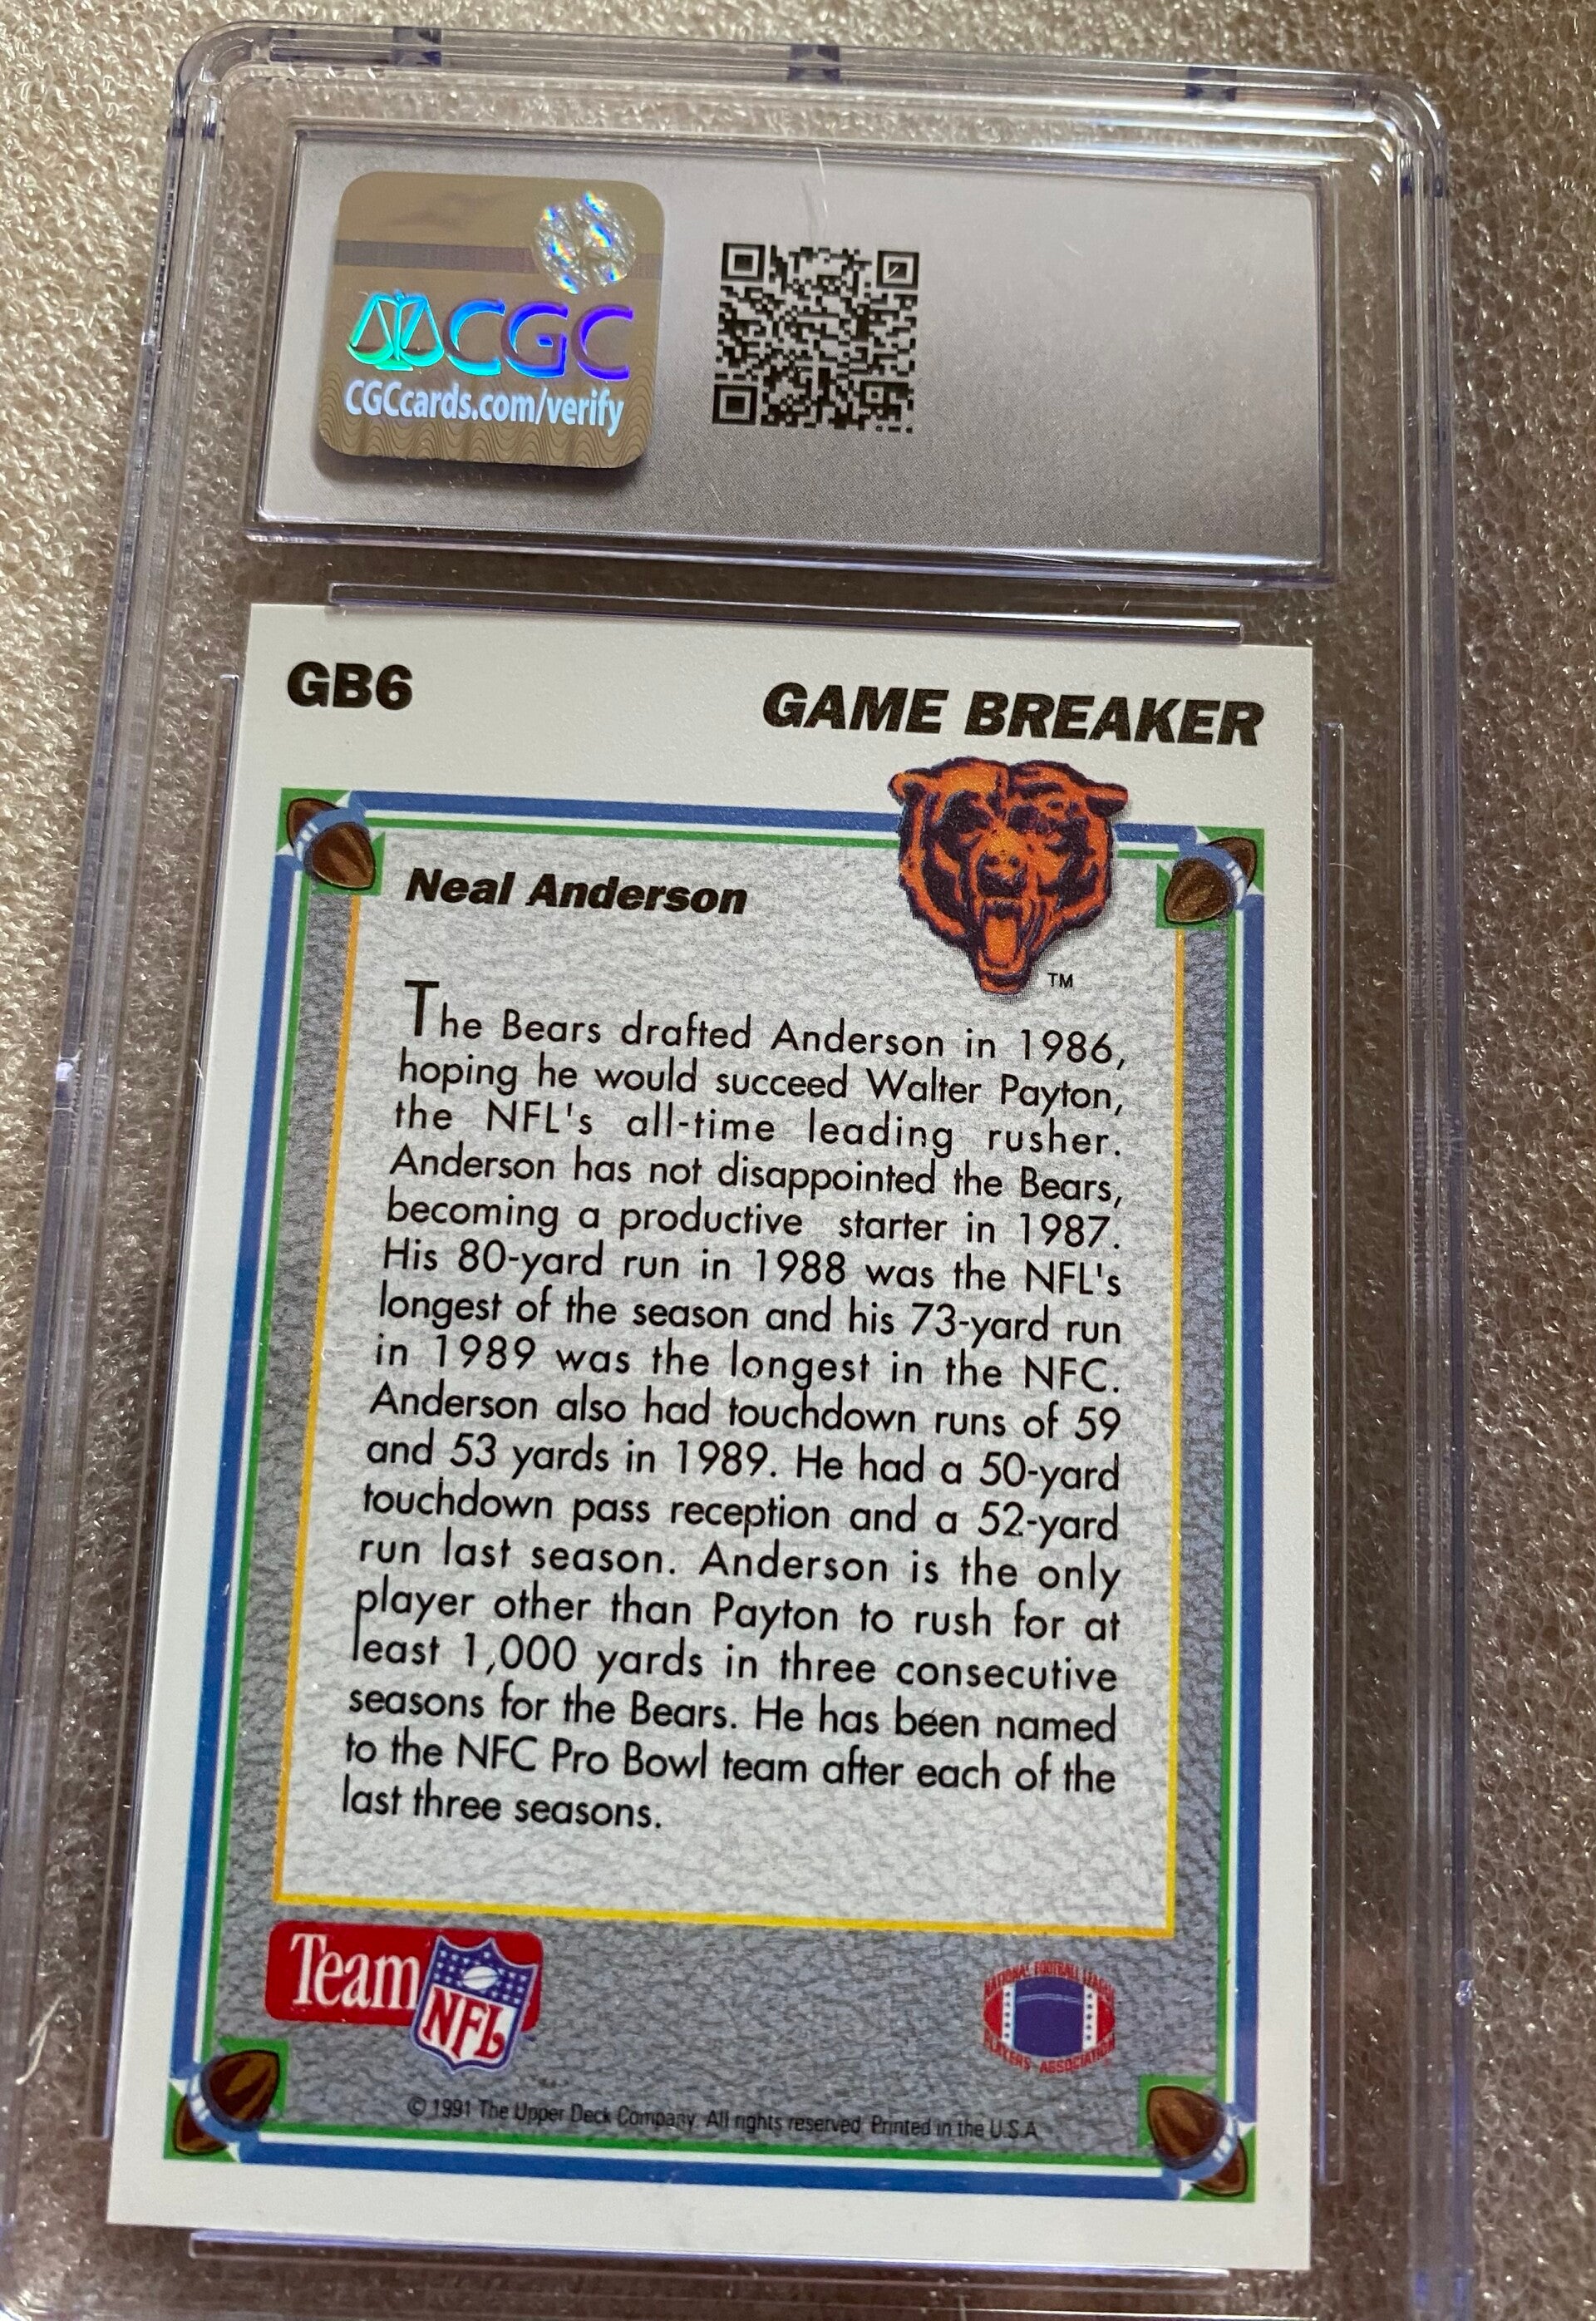 CGC
CGCcards.com/verify
GB6
GAME BREAKER
Neal Anderson
TM
The Bears drafted Anderson in 1986,
hoping he would succeed Walter Payton,
the NFL's all-time leading rusher.
Anderson has not disappointed the Bears,
becoming a productive starter in 1987.
His 80-yard run in 1988 was the NFL's
longest of the season and his 73-yard run
in 1989 was the longest in the NFC.
Anderson also had touchdown runs of 59
and 53 yards in 1989. He had a 50-yard
touchdown pass reception and a 52-yard
run last season. Anderson is the only
player other than Payton to rush for at
least 1,000 yards in three consecutive
seasons for the Bears. He has been named
to the NFC Pro Bowl team after each of the
last three seasons.
Team
NFL
NATIONAL FOOTBALL LEAGUE
PLAYERS ASSOCIATION
© 1991 The Upper Deck Company. All rights reserved. Printed in the U.S.A.